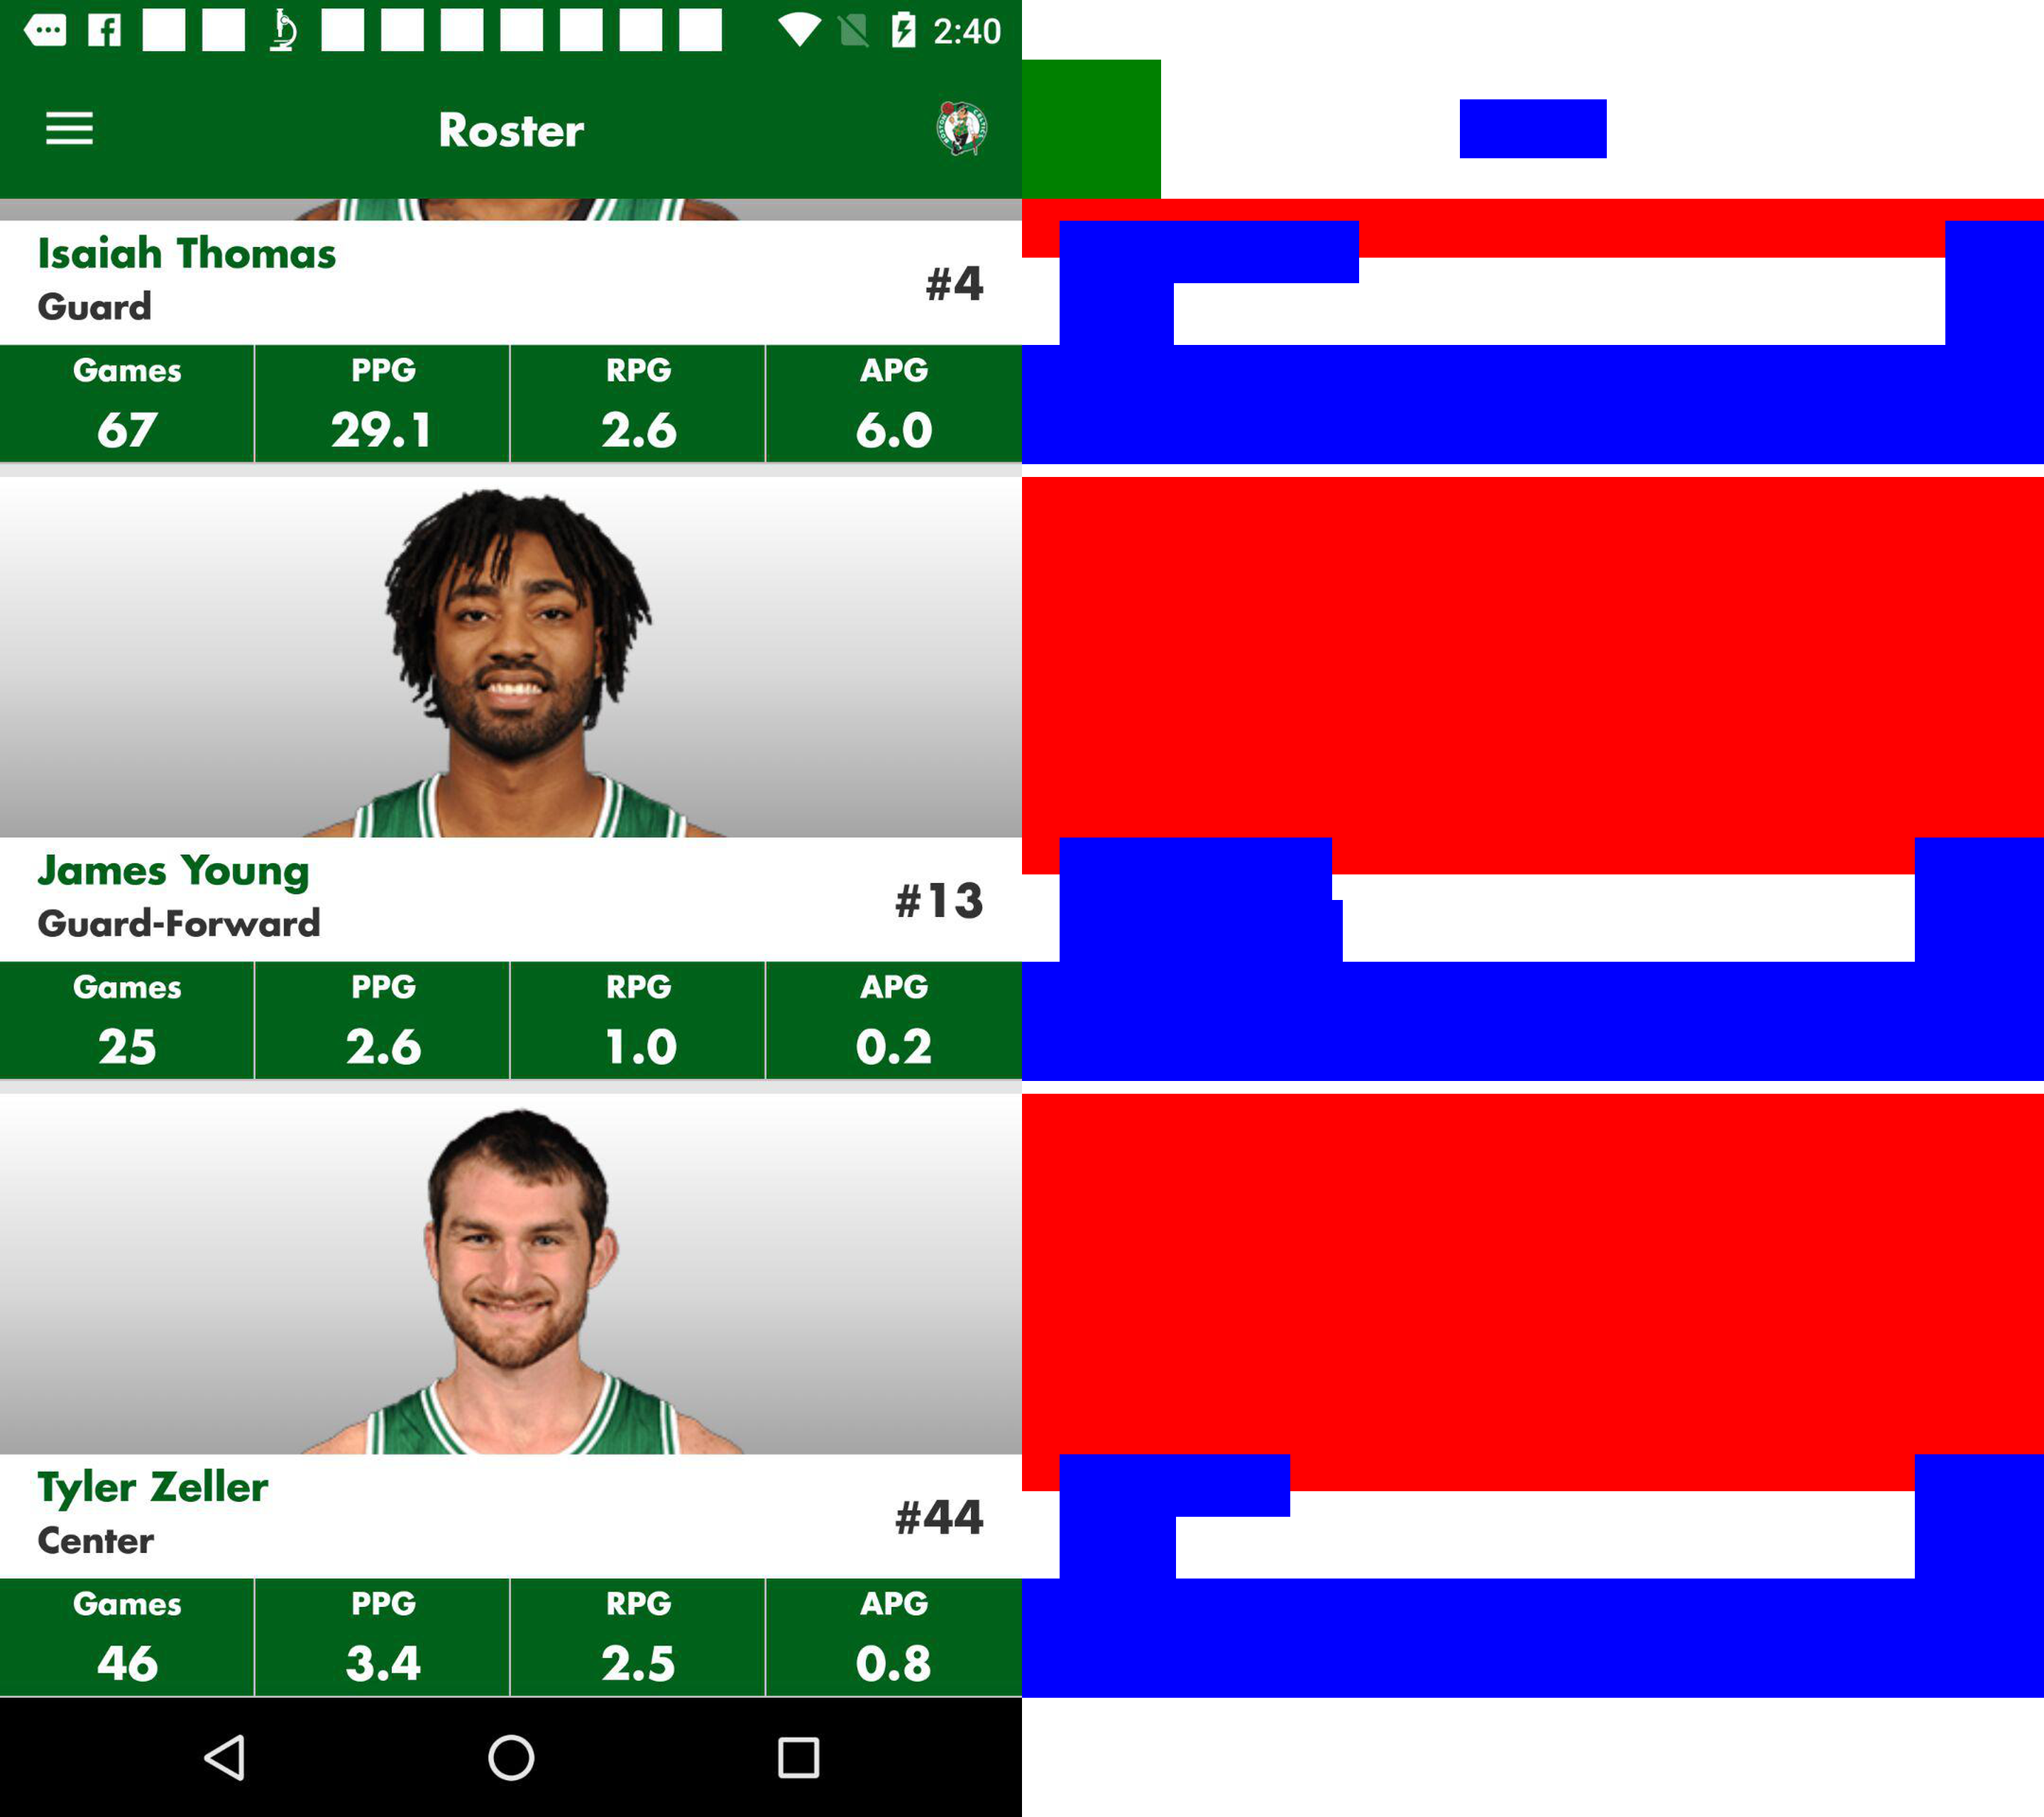 2:40
Roster
Isaiah Thomas
Guard
#4
Games PPG RPG APG
67 29.1 2.6 6.0
James Young
Guard-Forward
#13
Games PPG RPG APG
25 2.6 1.0 0.2
Tyler Zeller
Center
#44
Games PPG RPG APG
46 3.4 2.5 0.8